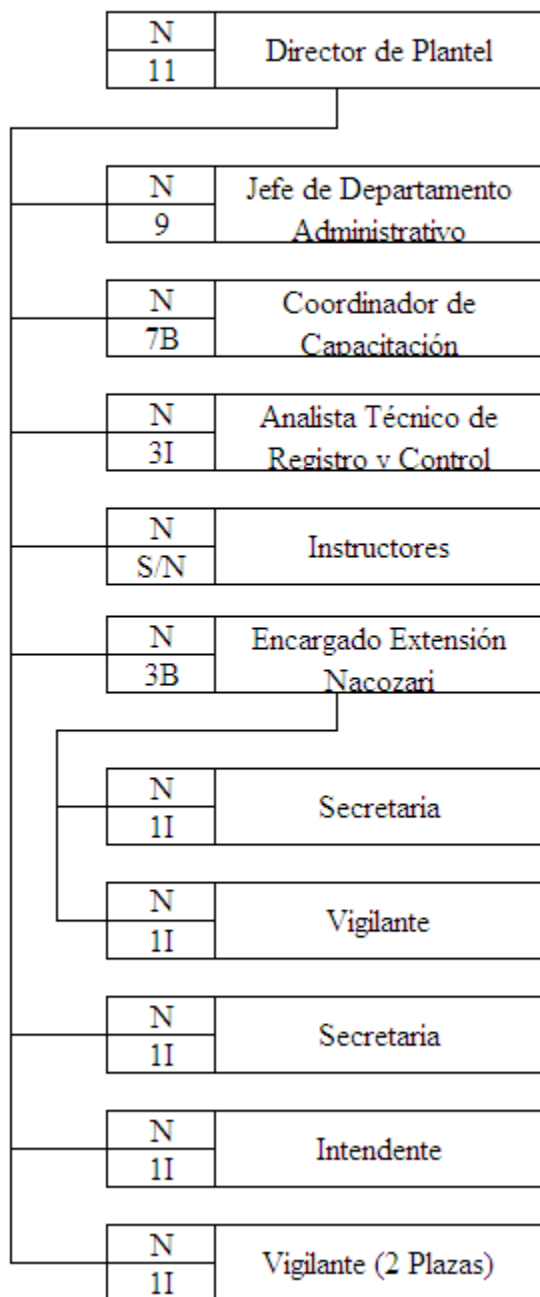 N
11
Director de Plantel
N
9
Jefe de Departamento
Administrativo
N
7B
Coordinador de
Capacitación
N
3I
Analista Técnico de
Registro y Control
N
S/N
Instructores
N
3B
Encargado Extensión
Nacozari
N
1I
Secretaria
N
1I
Vigilante
N
1I
Secretaria
N
1I
Intendente
N
1I
Vigilante (2 Plazas)